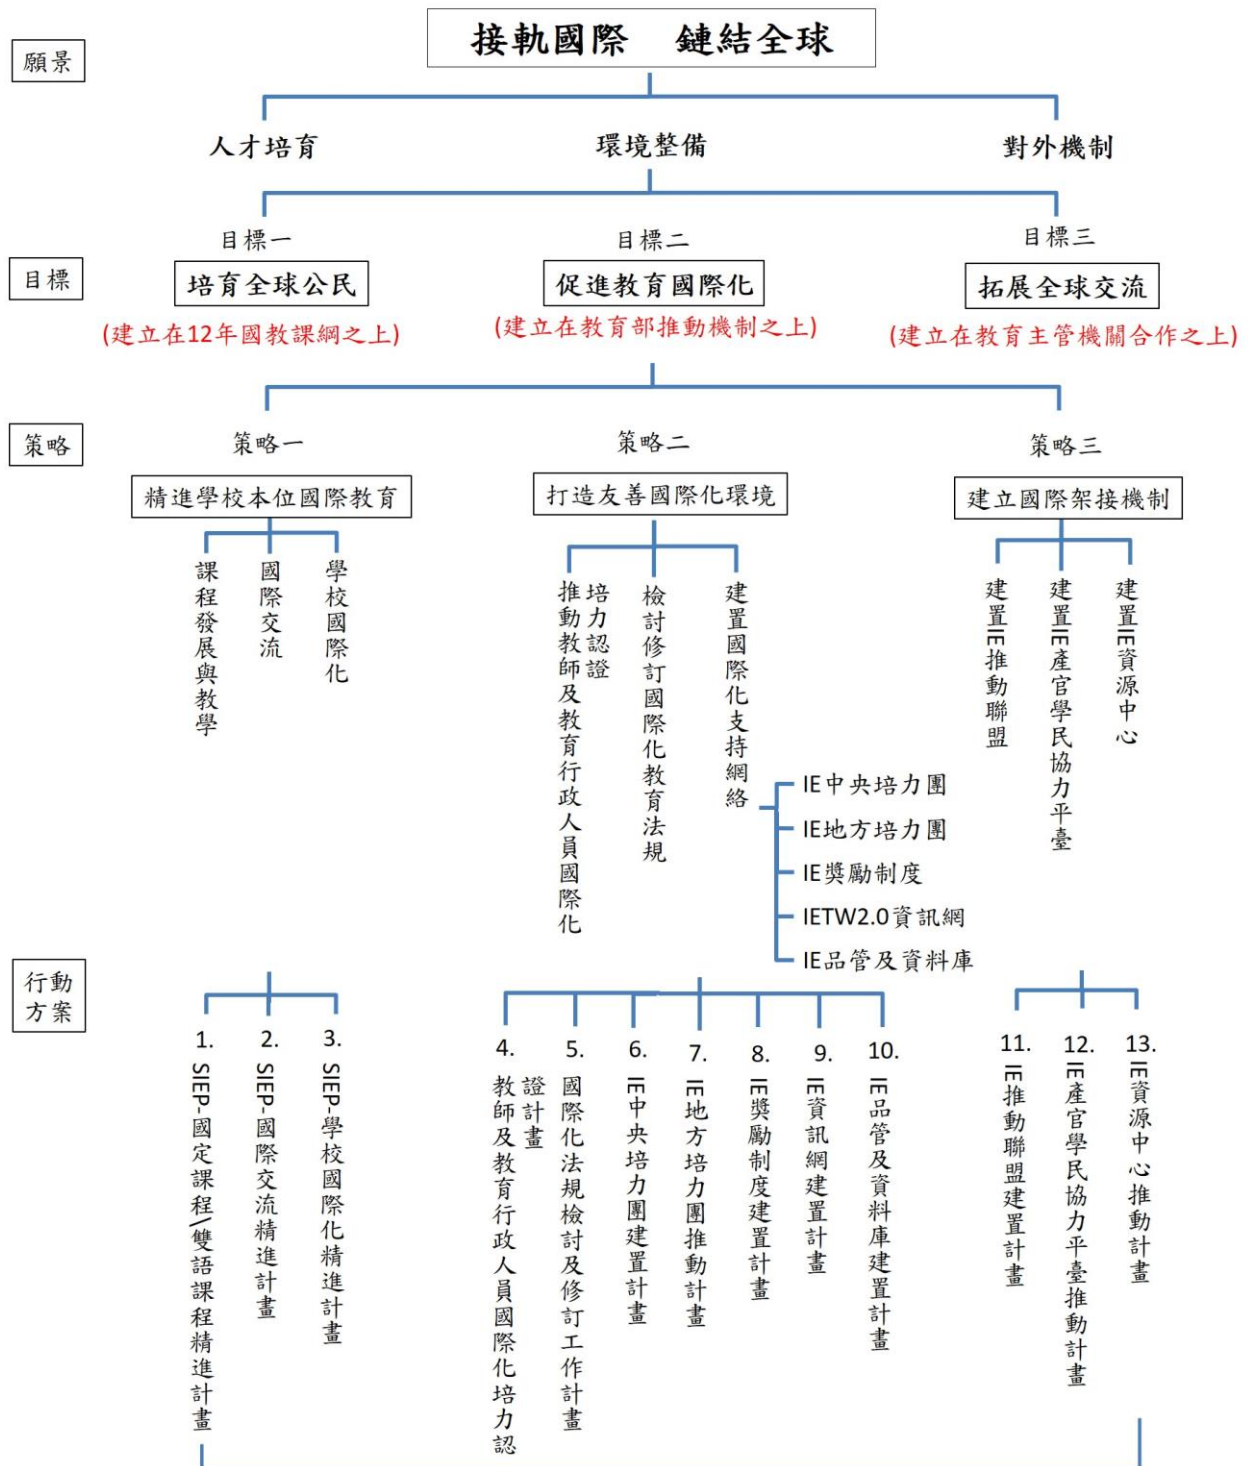 願景
接軌國際 鏈結全球
人才培育
環境整備
對外機制
目標
目標一
培育全球公民
(建立在12年國教課綱之上)
目標二
促進教育國際化
(建立在教育部推動機制之上)
目標三
拓展全球交流
(建立在教育主管機關合作之上)
策略
策略一
精進學校本位國際教育
課程發展與教學
國際交流
學校國際化
策略二
打造友善國際化環境
推動教師及教育行政人員國際化
培力認證
檢討修訂國際化教育法規
建置國際化支持網絡
IE中央培力團
IE地方培力團
IE獎勵制度
IETW2.0資訊網
IE品管及資料庫
策略三
建立國際架接機制
建置IE推動聯盟
建置IE產官學民協力平臺
建置IE資源中心
行動
方案
1. SIEP-國定課程\雙語課程精進計畫
2. SIEP-國際交流精進計畫
3. SIEP-學校國際化精進計畫
4. 教師及教育行政人員國際化培力認
證計畫
5. 國際化法規檢討及修訂工作計畫
6. IE中央培力團建置計畫
7. IE地方培力團推動計畫
8. IE獎勵制度建置計畫
9. IE資訊網建置計畫
10. IE品管及資料庫建置計畫
11. IE推動聯盟建置計畫
12. IE產官學民協力平臺推動計畫
13. IE資源中心推動計畫